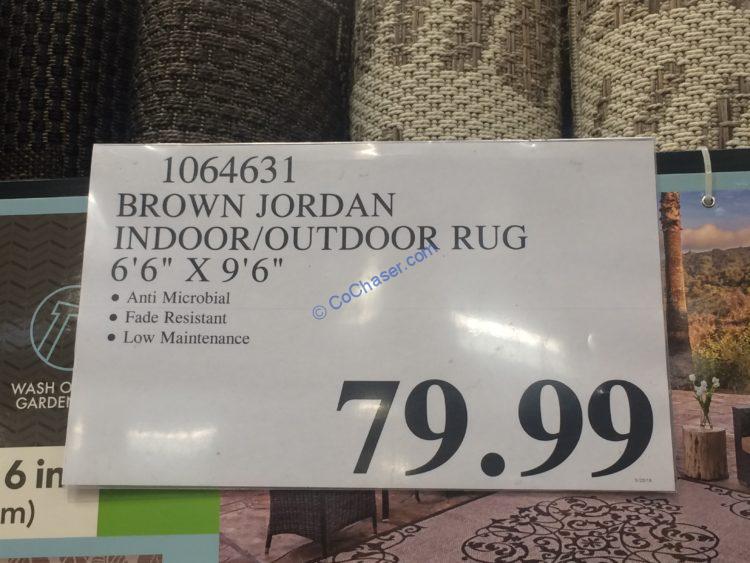 1064631
BROWN JORDAN
INDOOR/OUTDOOR RUG
6'6" X 9'6"
• Anti Microbial
• Fade Resistant
• Low Maintenance
© CoChaser.com
79.99
WASH
GARDEN
6 in
m)